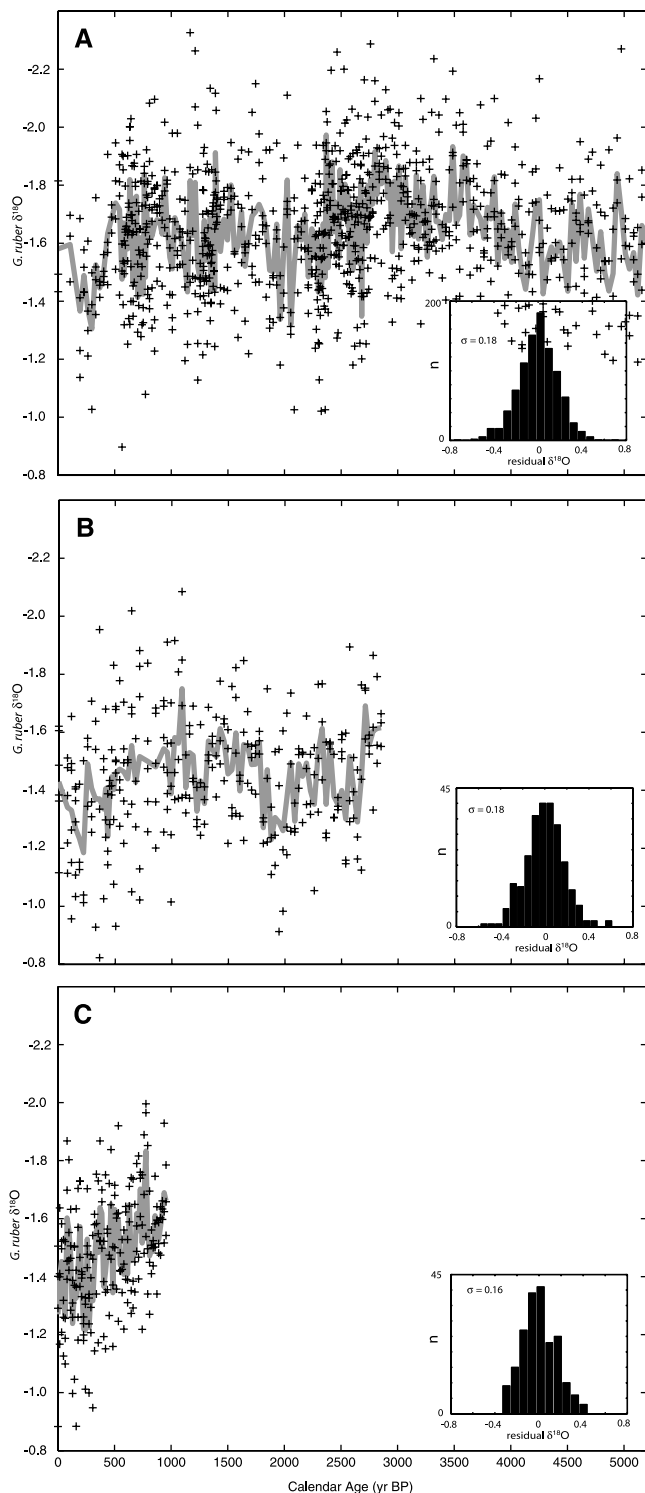 A
-2.2
-2.0
-1.8
-1.6
-1.4
-1.2
-1.0
-0.8
G. ruber δ¹⁸O
200
n
0
σ = 0.18
-0.8 -0.4 0 0.4 0.8
residual δ¹⁸O
B
-2.2
-2.0
-1.8
-1.6
-1.4
-1.2
-1.0
-0.8
G. ruber δ¹⁸O
45
n
0
σ = 0.18
-0.8 -0.4 0 0.4 0.8
residual δ¹⁸O
C
-2.2
-2.0
-1.8
-1.6
-1.4
-1.2
-1.0
-0.8
G. ruber δ¹⁸O
45
n
0
σ = 0.16
-0.8 -0.4 0 0.4 0.8
residual δ¹⁸O
0 500 1000 1500 2000 2500 3000 3500 4000 4500 5000
Calendar Age (yr BP)